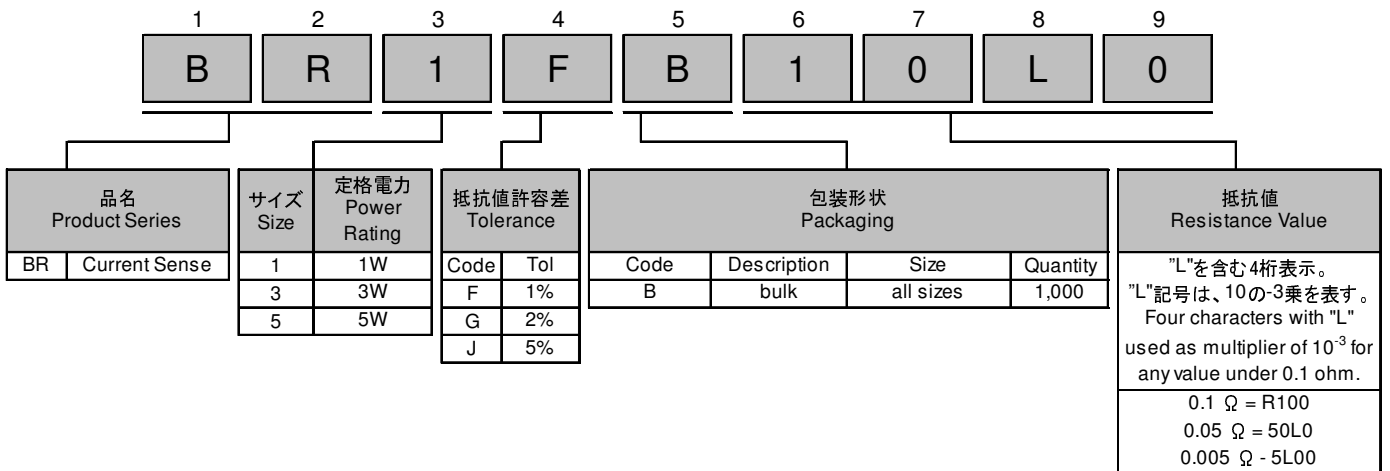 1 2 3 4 5 6 7 8 9
B R 1 F B 1 0 L 0
品名
Product Series
BR Current Sense
サイズ
Size
定格電力
Power
Rating
1 1W
3 3W
5 5W
抵抗値許容差
Tolerance
Code Tol
F 1%
G 2%
J 5%
包装形状
Packaging
Code Description Size Quantity
B bulk all sizes 1,000
抵抗値
Resistance Value
"L"を含む4桁表示。
"L"記号は、10の-3乗を表す。
Four characters with "L"
used as multiplier of 10⁻³ for
any value under 0.1 ohm.
0.1 Ω = R100
0.05 Ω = 50L0
0.005 Ω - 5L00